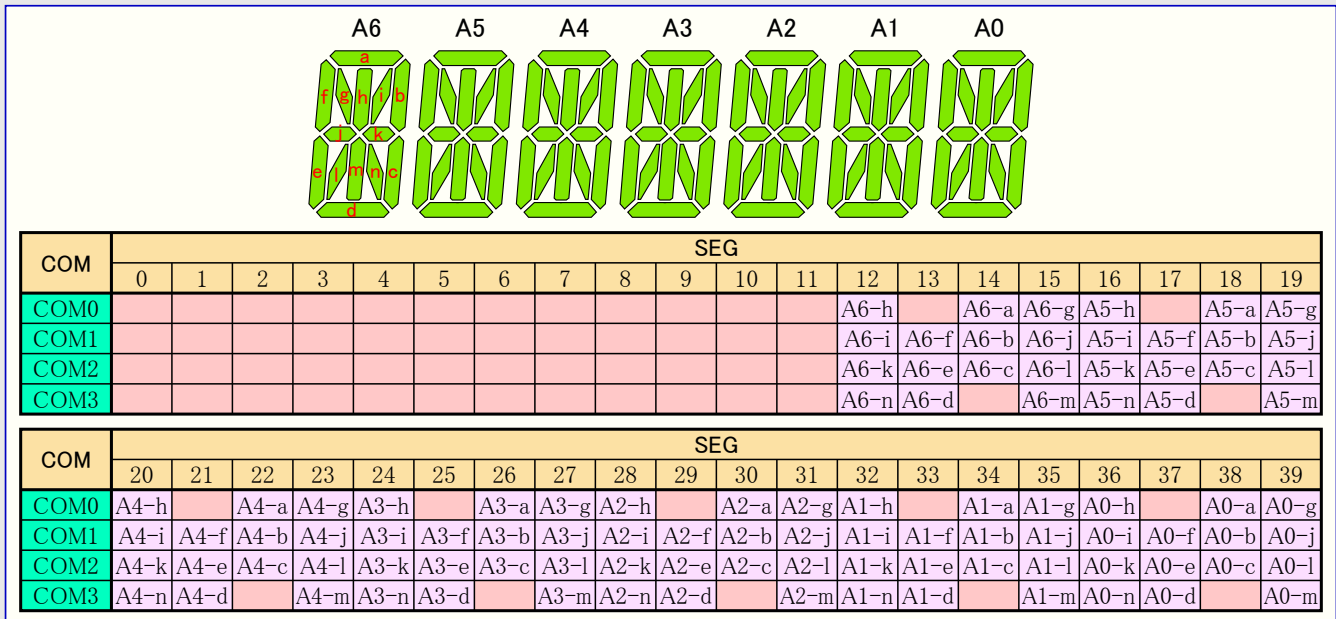 A6 A5 A4 A3 A2 A1 A0
a
f g h i b
j k
e l m n c
d
COM SEG
0 1 2 3 4 5 6 7 8 9 10 11 12 13 14 15 16 17 18 19
COM0 A6-h A6-a A6-g A5-h A5-a A5-g
COM1 A6-i A6-f A6-b A6-j A5-i A5-f A5-b A5-j
COM2 A6-k A6-e A6-c A6-l A5-k A5-e A5-c A5-l
COM3 A6-n A6-d A6-m A5-n A5-d A5-m
COM SEG
20 21 22 23 24 25 26 27 28 29 30 31 32 33 34 35 36 37 38 39
COM0 A4-h A4-a A4-g A3-h A3-a A3-g A2-h A2-a A2-g A1-h A1-a A1-g A0-h A0-a A0-g
COM1 A4-i A4-f A4-b A4-j A3-i A3-f A3-b A3-j A2-i A2-f A2-b A2-j A1-i A1-f A1-b A1-j A0-i A0-f A0-b A0-j
COM2 A4-k A4-e A4-c A4-l A3-k A3-e A3-c A3-l A2-k A2-e A2-c A2-l A1-k A1-e A1-c A1-l A0-k A0-e A0-c A0-l
COM3 A4-n A4-d A4-m A3-n A3-d A3-m A2-n A2-d A2-m A1-n A1-d A1-m A0-n A0-d A0-m